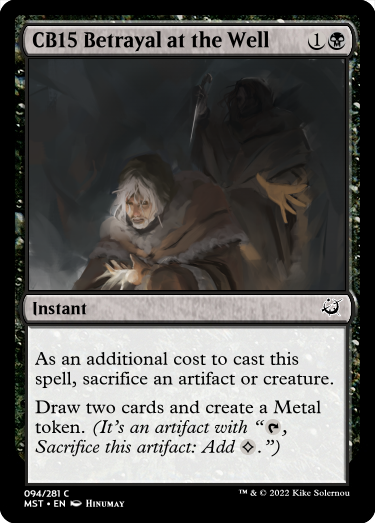 CB15 Betrayal at the Well 1
Instant
As an additional cost to cast this
spell, sacrifice an artifact or creature.
Draw two cards and create a Metal
token. (It's an artifact with “,
Sacrifice this artifact: Add .”)
094/281 C
MST • EN Hinumay
™ & © 2022 Kike Solernou